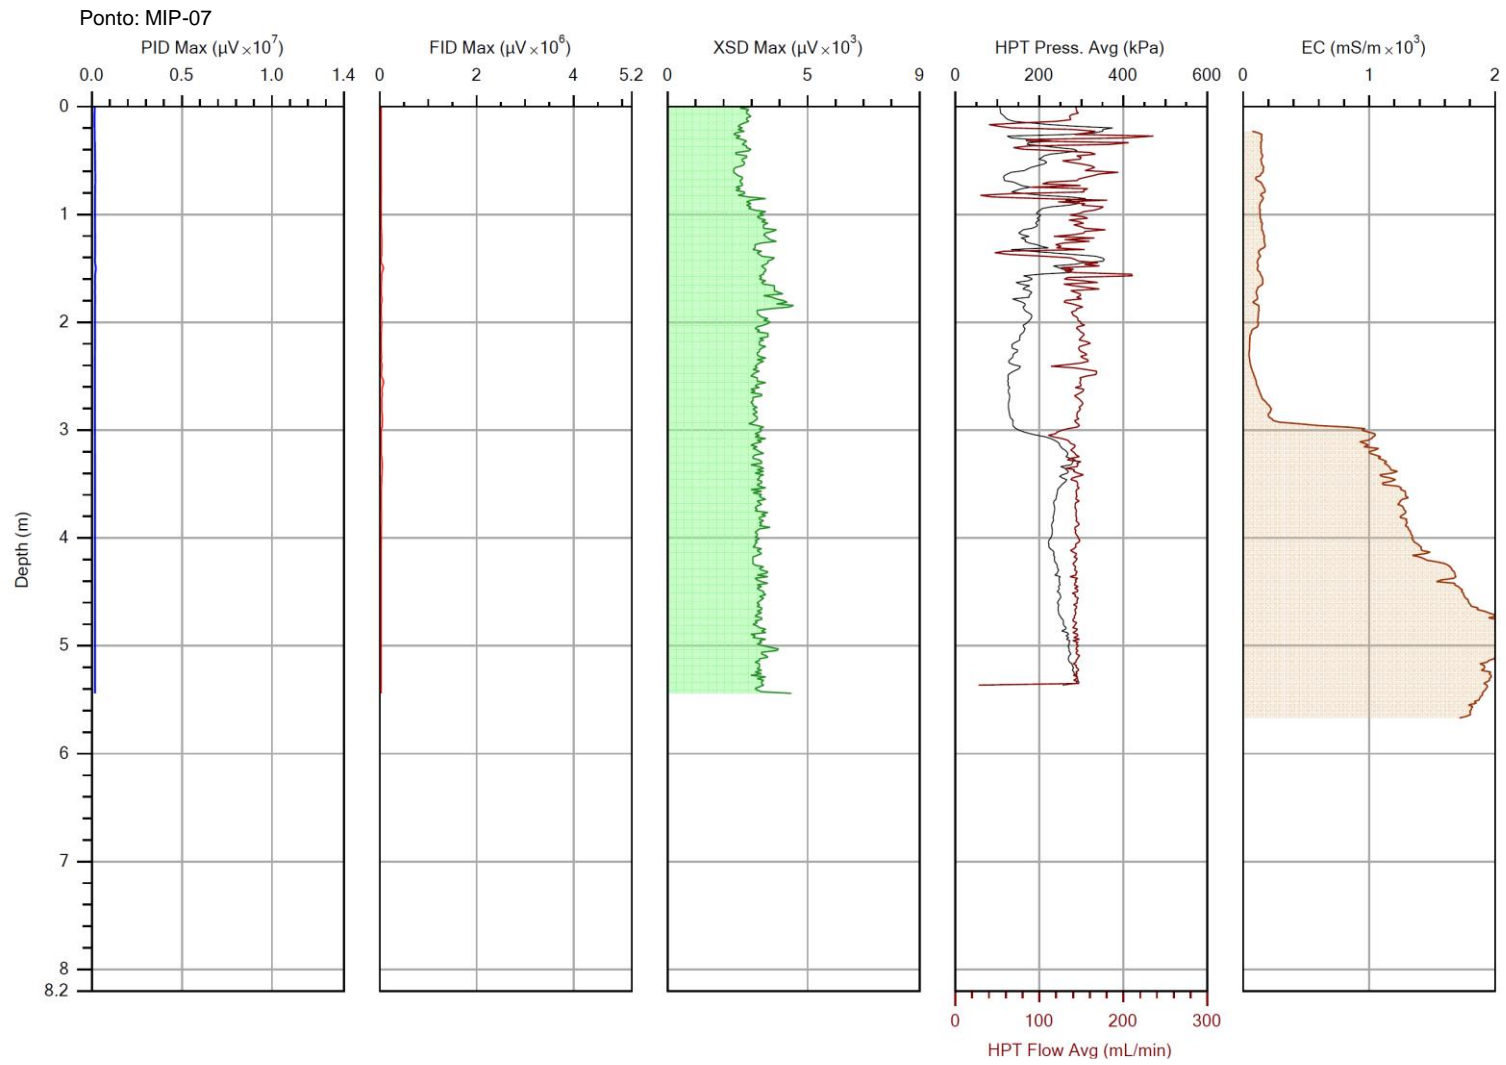 Ponto: MIP-07
PID Max (µV ×10⁷) FID Max (µV ×10⁶) XSD Max (µV ×10³) HPT Press. Avg (kPa) EC (mS/m ×10³)
0.0 0.5 1.0 1.4 0 2 4 5.2 0 5 9 0 200 400 600 0 1 2
0
1
2
3
4
Depth (m)
5
6
7
8
8.2
0 100 200 300
HPT Flow Avg (mL/min)